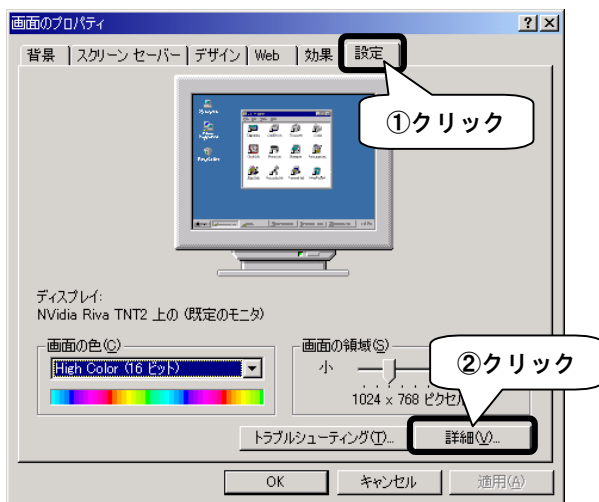 画面のプロパティ
背景 スクリーン セーバー デザイン Web 効果 設定
①クリック
ディスプレイ:
NVidia Riva TNT2 上の (既定のモニタ)
画面の色(C) 画面の領域(S)
High Color (16 ビット) 小
②クリック
1024 x 768 ピクセル
トラブルシューティング(T)... 詳細(V)...
OK キャンセル 適用(A)